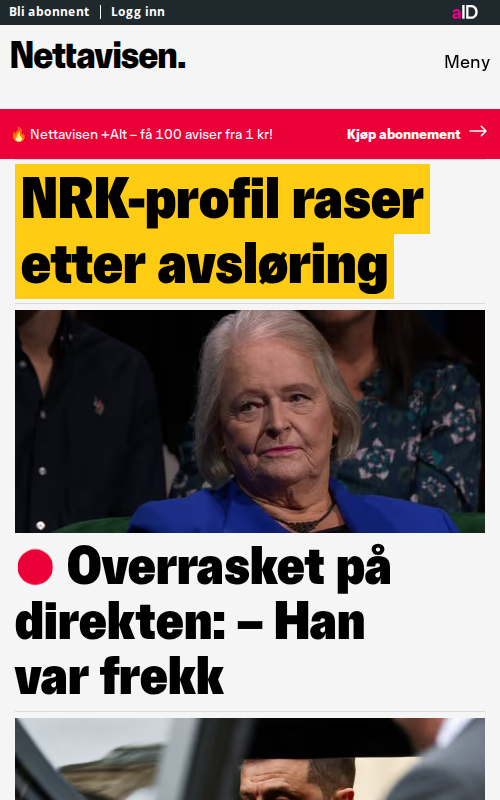 Bli abonnent | Logg inn
aID
Nettavisen.
Meny
🔥 Nettavisen +Alt – få 100 aviser fra 1 kr!
Kjøp abonnement →
NRK-profil raser
etter avsløring
Overrasket på
direkten: – Han
var frekk